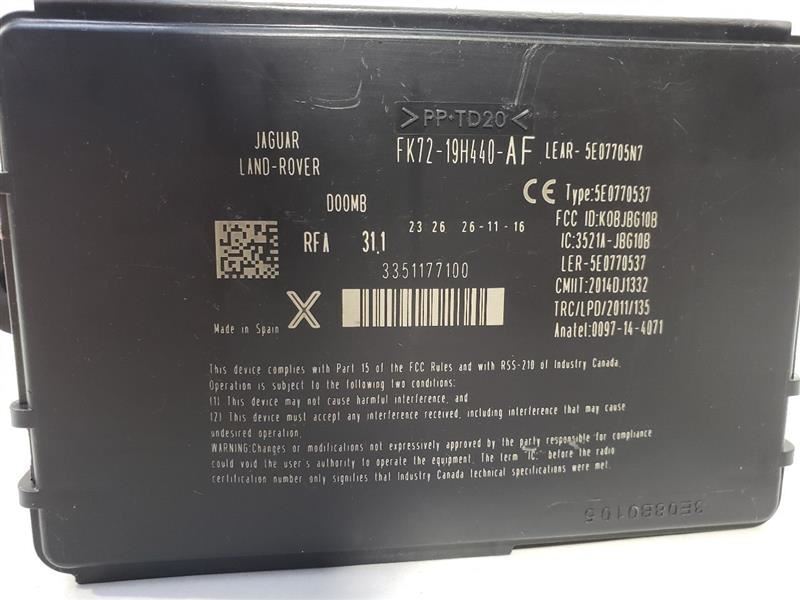 >PP-TD20<
JAGUAR
LAND-ROVER
FK72-19H440-AF
LEAR- 5E07705N7
D00MB
RFA 31.1
23 26 26-11-16
3351177100
CE Type:5E0770537
FCC ID:KOBJBG10B
IC:3521A-JBG10B
LER-5E0770537
CMIIT:2014DJ1332
TRC/LPD/2011/135
Anatel:0097-14-4071
Made in Spain
X
This device complies with Part 15 of the FCC Rules and with RSS-210 of Industry Canada.
Operation is subject to the following two conditions:
(1) This device may not cause harmful interference, and
(2) This device must accept any interference received, including interference that may cause
undesired operation.
WARNING:Changes or modifications not expressively approved by the party responsible for compliance
could void the user's authority to operate the equipment. The term "IC: before the radio
certification number only signifies that Industry Canada technical specifications were met.